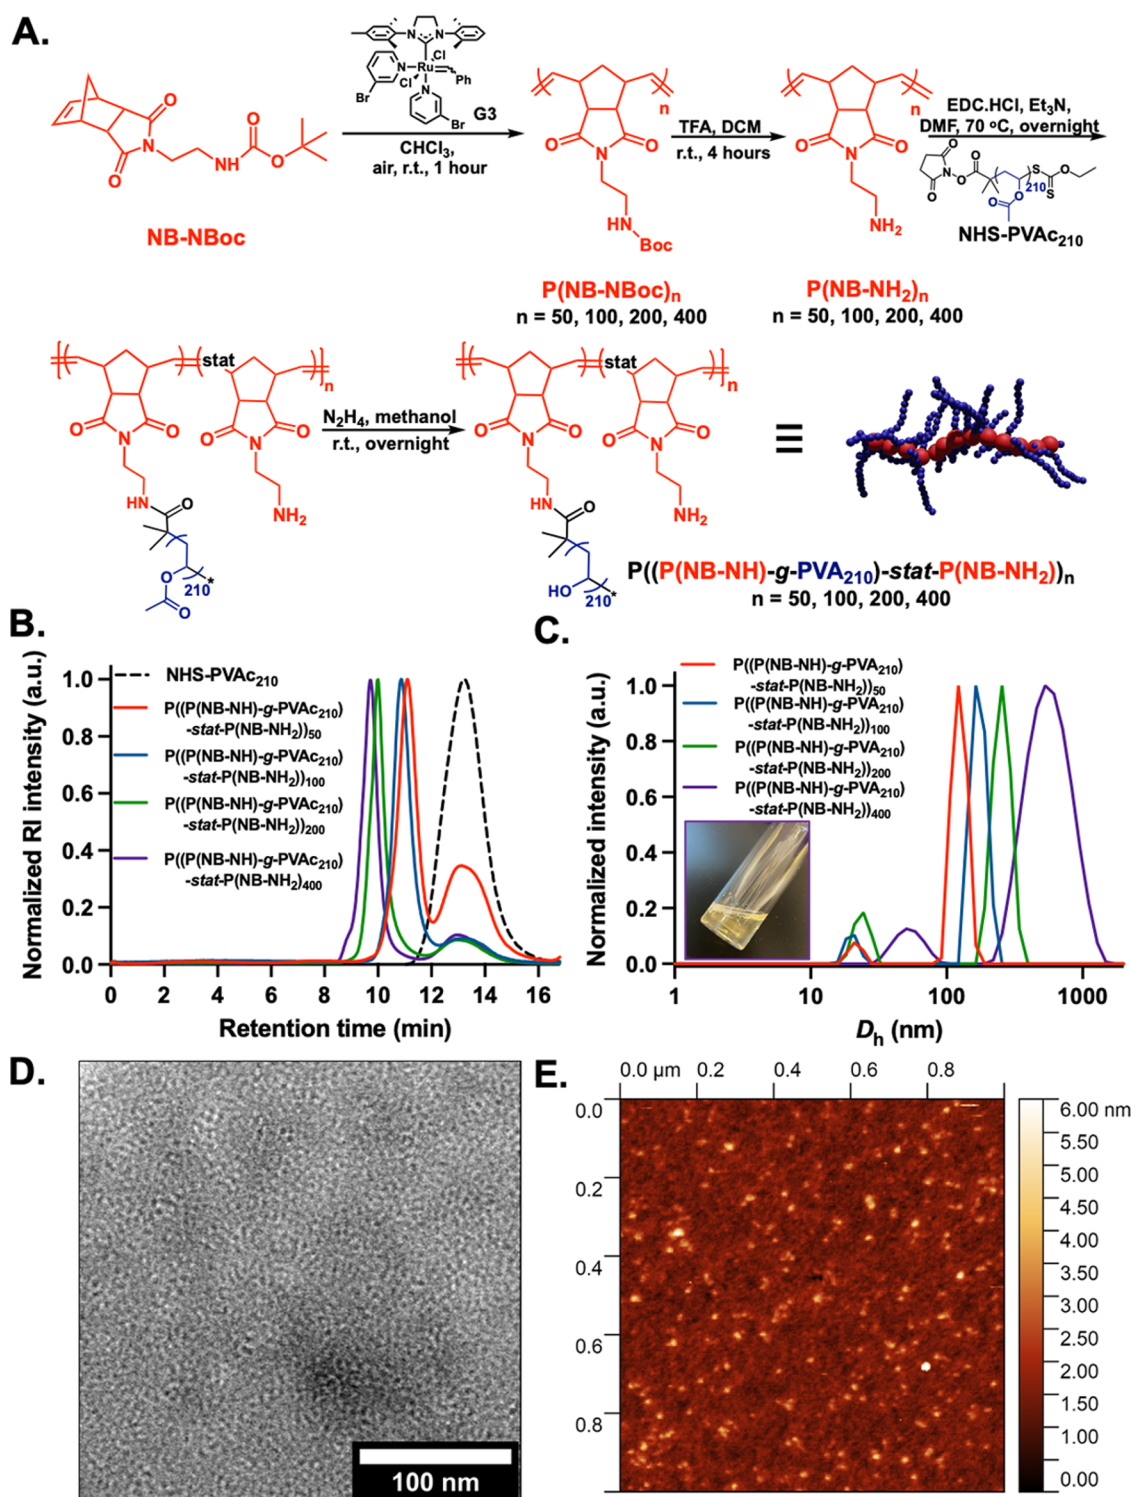 A.
N
N
Cl
N
Ru
Ph
Cl
Br
N
Br
G3
O
N
O
NH
O
O
NB-NBoc
CHCl₃,
air, r.t., 1 hour
n
O
N
O
HN
Boc
P(NB-NBoc)ₙ
n = 50, 100, 200, 400
TFA, DCM
r.t., 4 hours
n
O
N
O
NH₂
P(NB-NH₂)ₙ
n = 50, 100, 200, 400
EDC.HCl, Et₃N,
DMF, 70 °C, overnight
O
N
O
O
O
210
O
O
S
S
O
NHS-PVAc₂₁₀
stat
n
O
N
O
O
N
O
HN
O
NH₂
O
O
210
*
N₂H₄, methanol
r.t., overnight
stat
n
O
N
O
O
N
O
HN
O
NH₂
HO
210
*
≡
P((P(NB-NH)-g-PVA₂₁₀)-stat-P(NB-NH₂))ₙ
n = 50, 100, 200, 400
B.
Normalized RI intensity (a.u.)
1.0
0.8
0.6
0.4
0.2
0.0
NHS-PVAc₂₁₀
P((P(NB-NH)-g-PVAc₂₁₀)
-stat-P(NB-NH₂))₅₀
P((P(NB-NH)-g-PVAc₂₁₀)
-stat-P(NB-NH₂))₁₀₀
P((P(NB-NH)-g-PVAc₂₁₀)
-stat-P(NB-NH₂))₂₀₀
P((P(NB-NH)-g-PVAc₂₁₀)
-stat-P(NB-NH₂)₄₀₀
0 2 4 6 8 10 12 14 16
Retention time (min)
C.
Normalized intensity (a.u.)
1.0
0.8
0.6
0.4
0.2
0.0
P((P(NB-NH)-g-PVA₂₁₀)
-stat-P(NB-NH₂))₅₀
P((P(NB-NH)-g-PVA₂₁₀)
-stat-P(NB-NH₂))₁₀₀
P((P(NB-NH)-g-PVA₂₁₀)
-stat-P(NB-NH₂))₂₀₀
P((P(NB-NH)-g-PVA₂₁₀)
-stat-P(NB-NH₂))₄₀₀
1 10 100 1000
Dₕ (nm)
D.
100 nm
E.
0.0 µm 0.2 0.4 0.6 0.8
0.0
0.2
0.4
0.6
0.8
6.00 nm
5.50
5.00
4.50
4.00
3.50
3.00
2.50
2.00
1.50
1.00
0.00